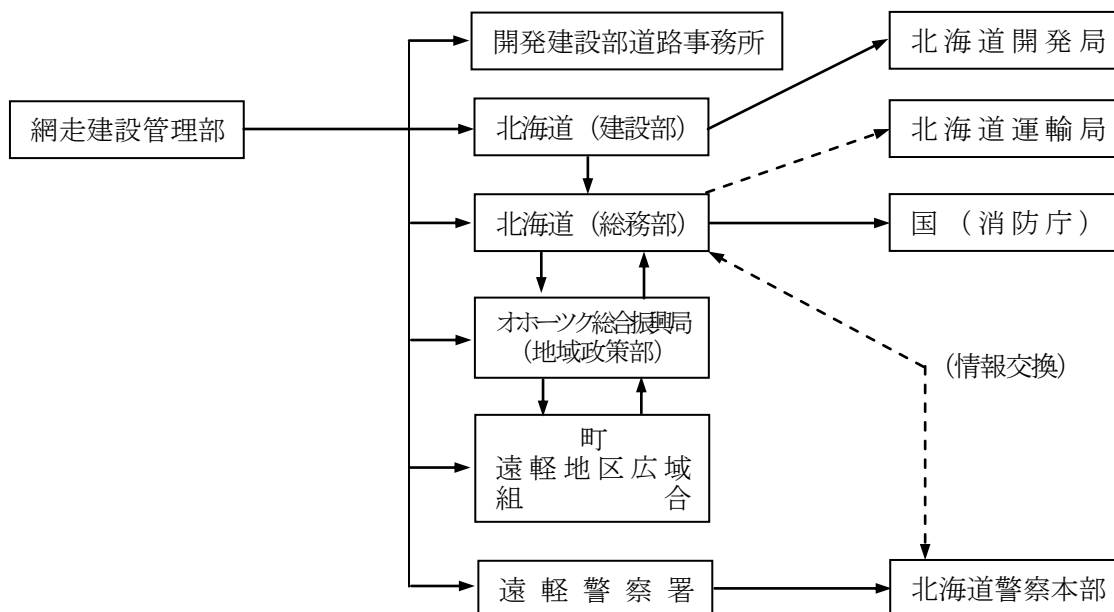 開発建設部道路事務所
北海道開発局
網走建設管理部
北海道（建設部）
北海道運輸局
北海道（総務部）
国（消防庁）
オホーツク総合振興局
（地域政策部）
（情報交換）
町
遠軽地区広域
組合
遠軽警察署
北海道警察本部